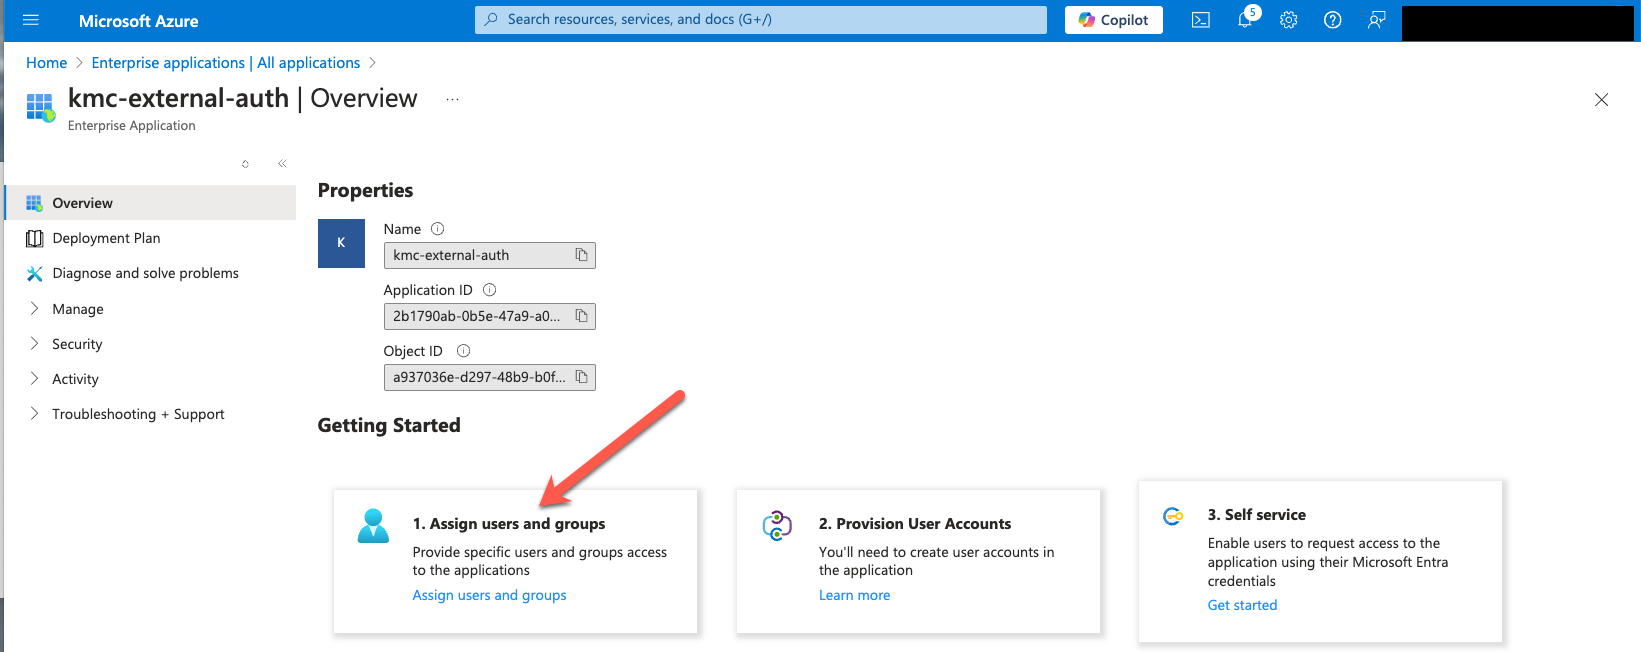 Microsoft Azure
Search resources, services, and docs (G+/)
Copilot
5
Home > Enterprise applications | All applications >
kmc-external-auth | Overview ...
Enterprise Application
Overview
Deployment Plan
Diagnose and solve problems
Manage
Security
Activity
Troubleshooting + Support
Properties
K
Name
kmc-external-auth
Application ID
2b1790ab-0b5e-47a9-a0...
Object ID
a937036e-d297-48b9-b0f...
Getting Started
1. Assign users and groups
Provide specific users and groups access
to the applications
Assign users and groups
2. Provision User Accounts
You'll need to create user accounts in
the application
Learn more
3. Self service
Enable users to request access to the
application using their Microsoft Entra
credentials
Get started